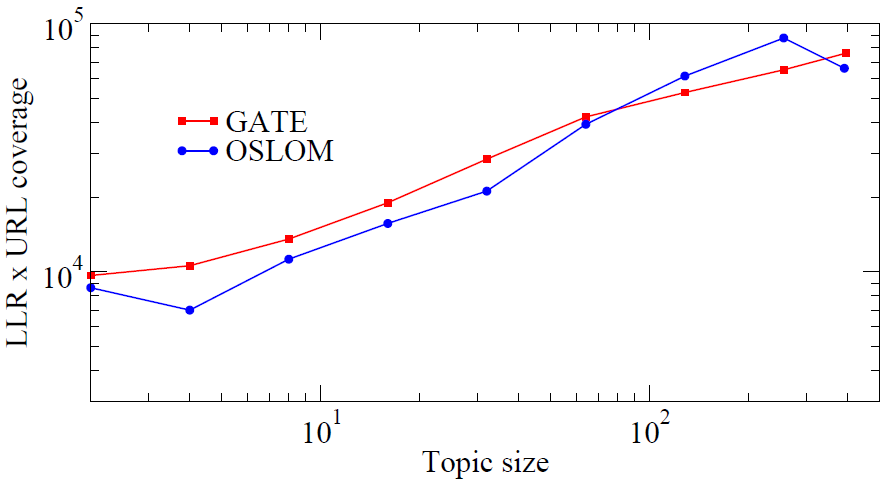 10^5
GATE
OSLOM
LLR x URL coverage
10^4
10^1
10^2
Topic size